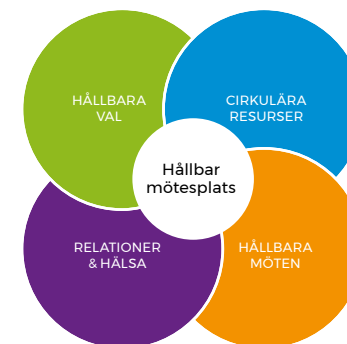 HÅLLBARA
VAL
CIRKULÄRA
RESURSER
Hållbar
mötesplats
RELATIONER
& HÄLSA
HÅLLBARA
MÖTEN